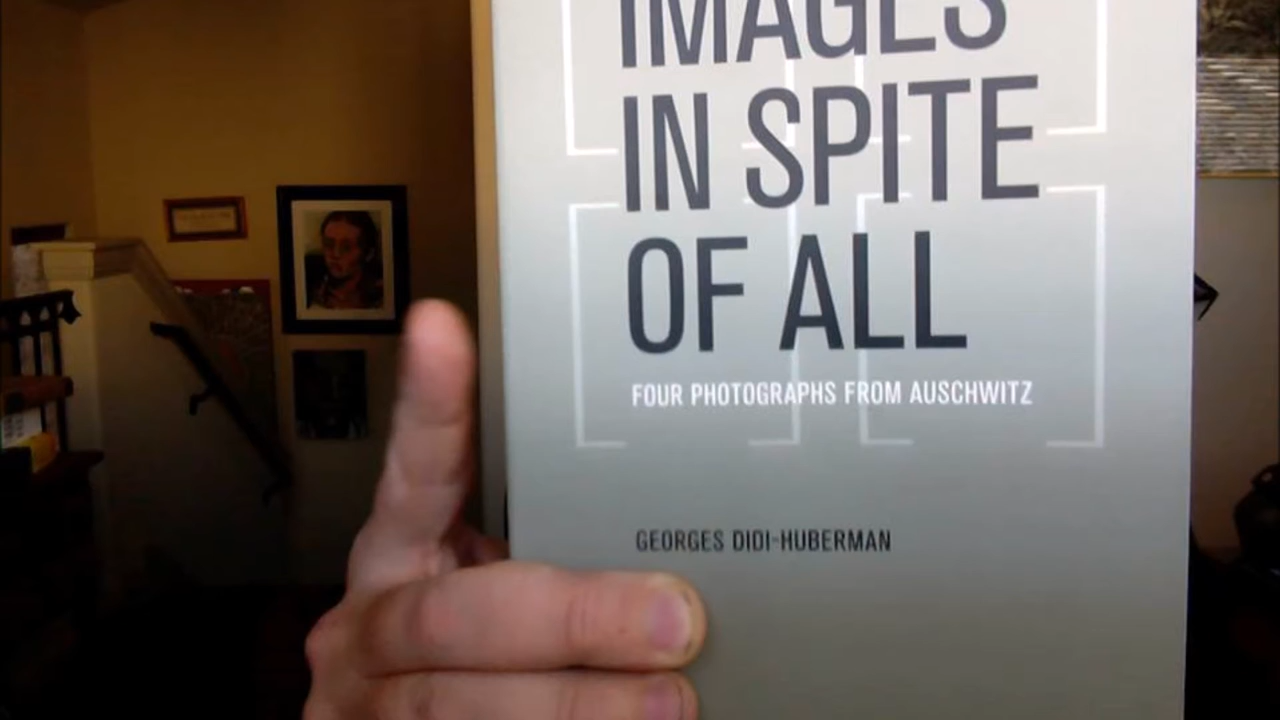 IMAGES
IN SPITE
OF ALL
FOUR PHOTOGRAPHS FROM AUSCHWITZ
GEORGES DIDI-HUBERMAN